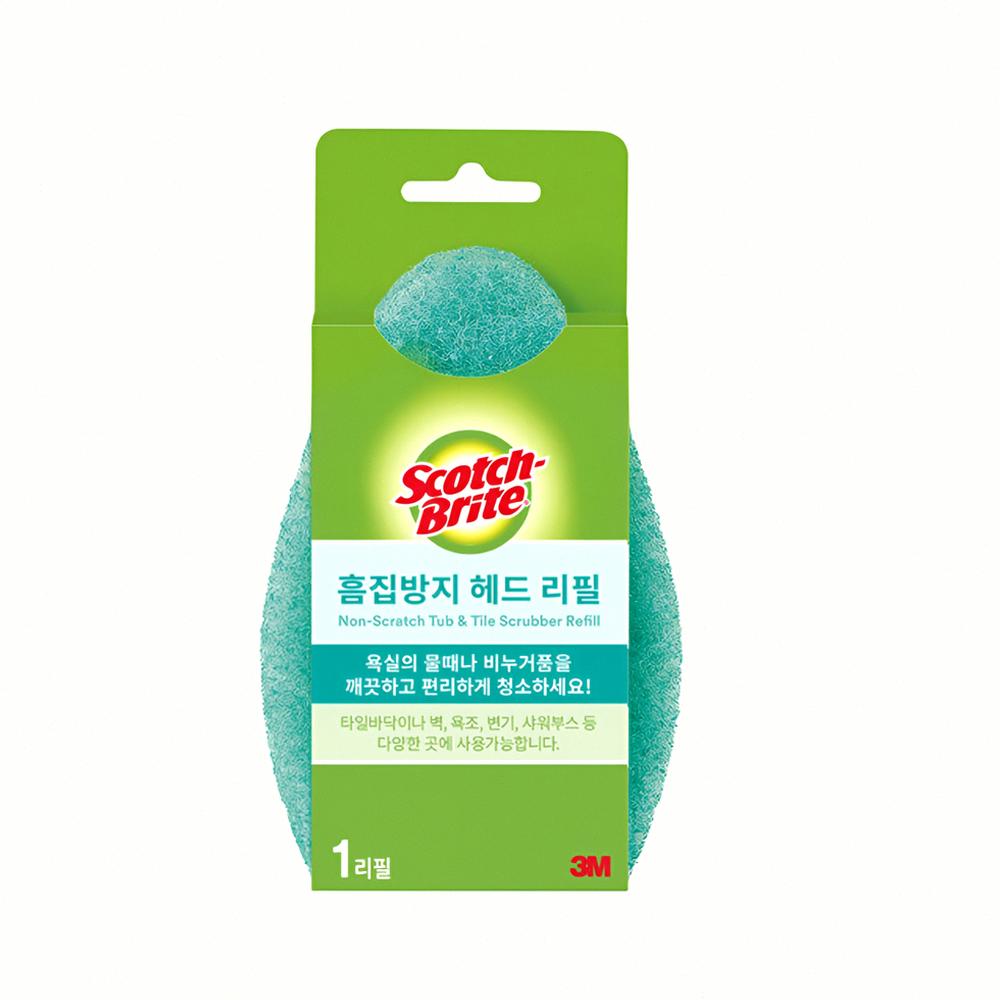 Scotch-
Brite
흠집방지 헤드 리필
Non-Scratch Tub & Tile Scrubber Refill
욕실의 물때나 비누거품을
깨끗하고 편리하게 청소하세요!
타일바닥이나 벽, 욕조, 변기, 샤워부스 등
다양한 곳에 사용가능합니다.
1리필
3M